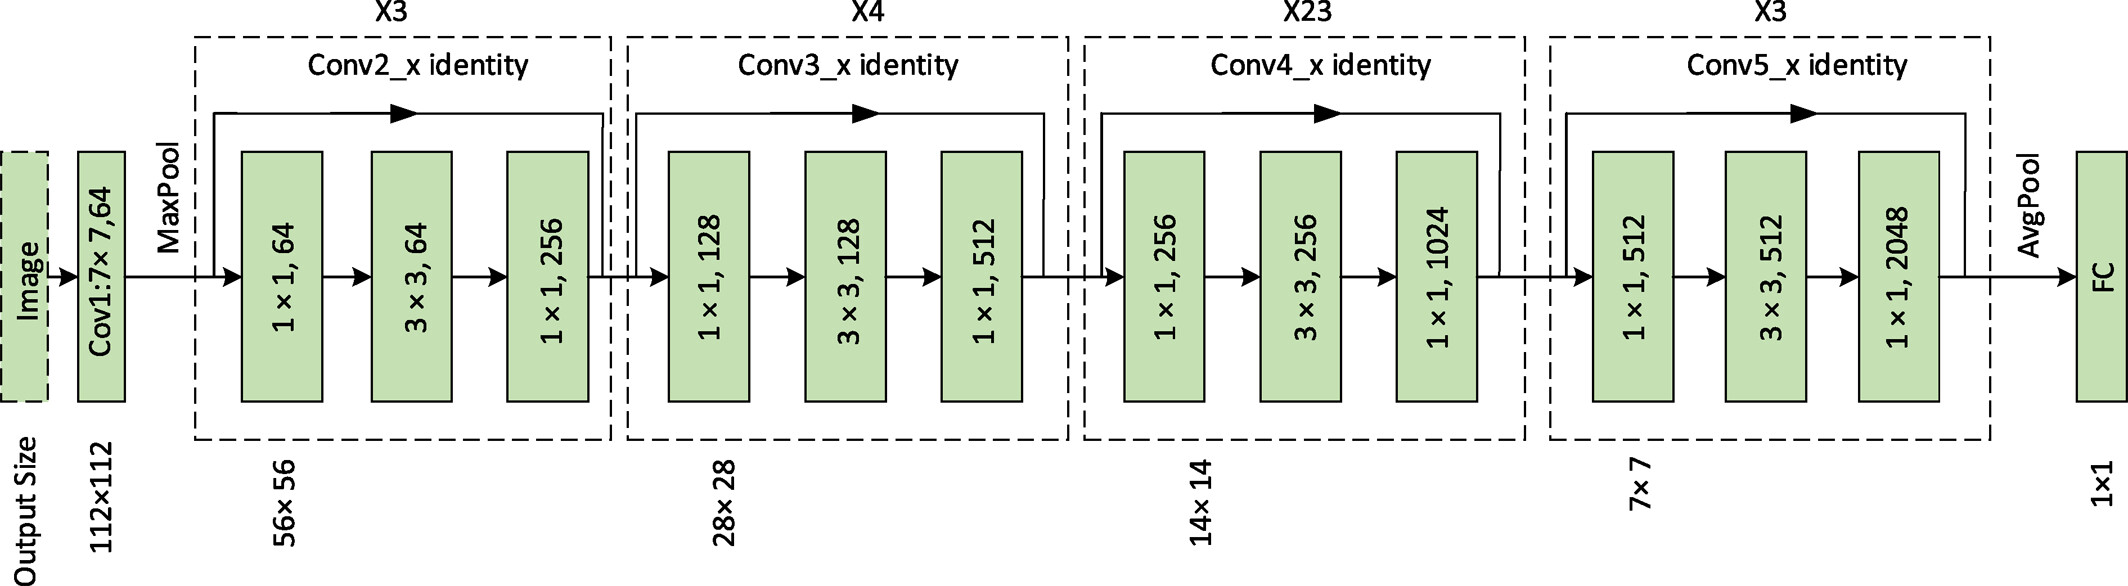 X3
X4
X23
X3
Conv2_x identity
Conv3_x identity
Conv4_x identity
Conv5_x identity
Image
Cov1:7× 7,64
MaxPool
1 × 1, 64
3 × 3, 64
1 × 1, 256
1 × 1, 128
3 × 3, 128
1 × 1, 512
1 × 1, 256
3 × 3, 256
1 × 1, 1024
1 × 1, 512
3 × 3, 512
1 × 1, 2048
AvgPool
FC
Output Size
112×112
56× 56
28× 28
14× 14
7× 7
1×1